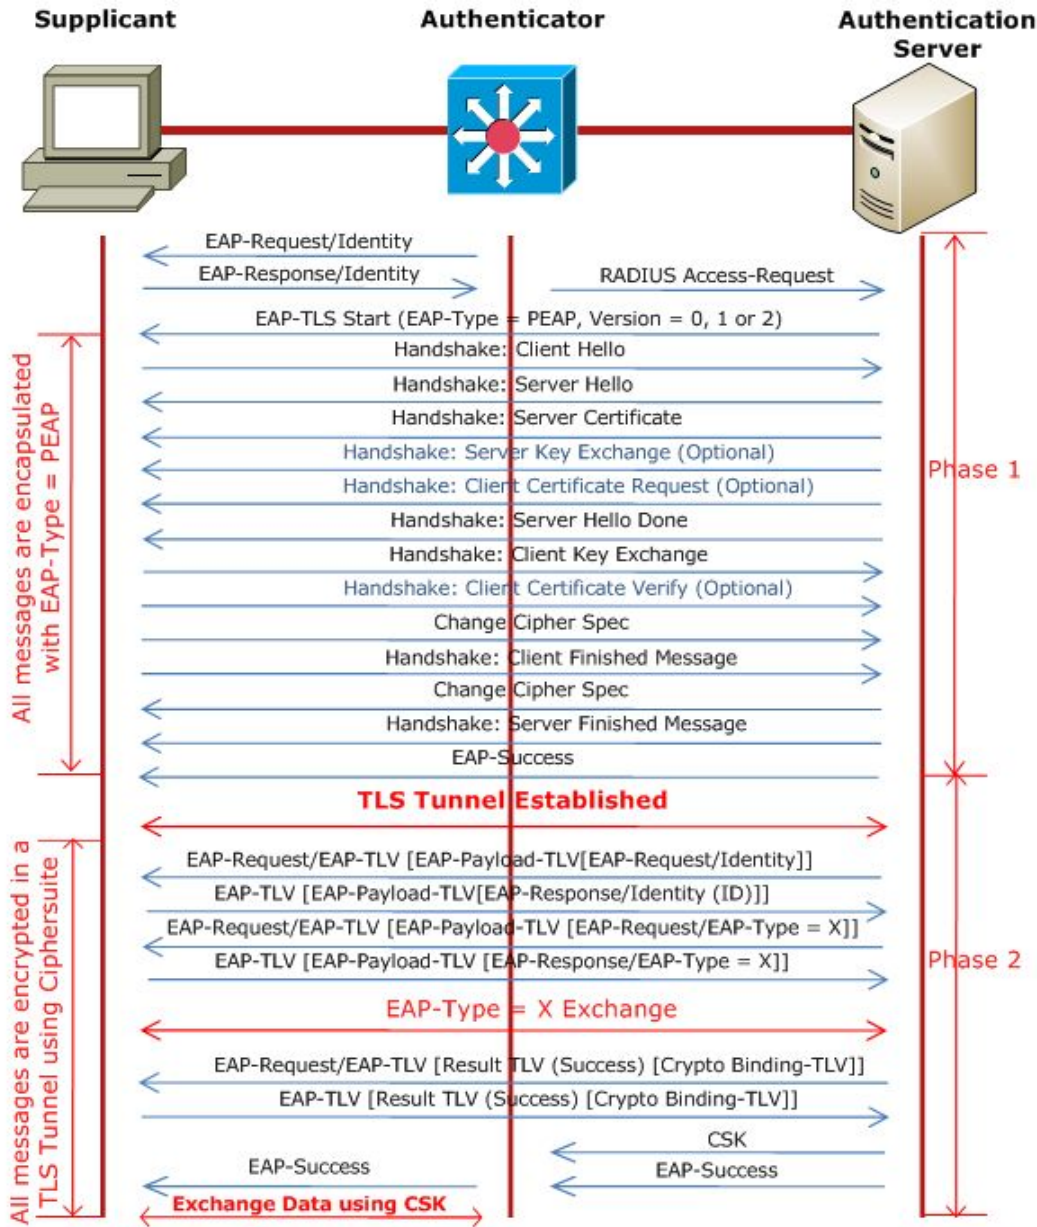 Supplicant
Authenticator
Authentication
Server
EAP-Request/Identity
EAP-Response/Identity
RADIUS Access-Request
EAP-TLS Start (EAP-Type = PEAP, Version = 0, 1 or 2)
Handshake: Client Hello
Handshake: Server Hello
Handshake: Server Certificate
Handshake: Server Key Exchange (Optional)
Handshake: Client Certificate Request (Optional)
Handshake: Server Hello Done
Handshake: Client Key Exchange
Handshake: Client Certificate Verify (Optional)
Change Cipher Spec
Handshake: Client Finished Message
Change Cipher Spec
Handshake: Server Finished Message
EAP-Success
All messages are encapsulated
with EAP-Type = PEAP
Phase 1
TLS Tunnel Established
EAP-Request/EAP-TLV [EAP-Payload-TLV[EAP-Request/Identity]]
EAP-TLV [EAP-Payload-TLV[EAP-Response/Identity (ID)]]
EAP-Request/EAP-TLV [EAP-Payload-TLV [EAP-Request/EAP-Type = X]]
EAP-TLV [EAP-Payload-TLV [EAP-Response/EAP-Type = X]]
EAP-Type = X Exchange
EAP-Request/EAP-TLV [Result TLV (Success) [Crypto Binding-TLV]]
EAP-TLV [Result TLV (Success) [Crypto Binding-TLV]]
CSK
EAP-Success
EAP-Success
Exchange Data using CSK
All messages are encrypted in a
TLS Tunnel using Ciphersuite
Phase 2